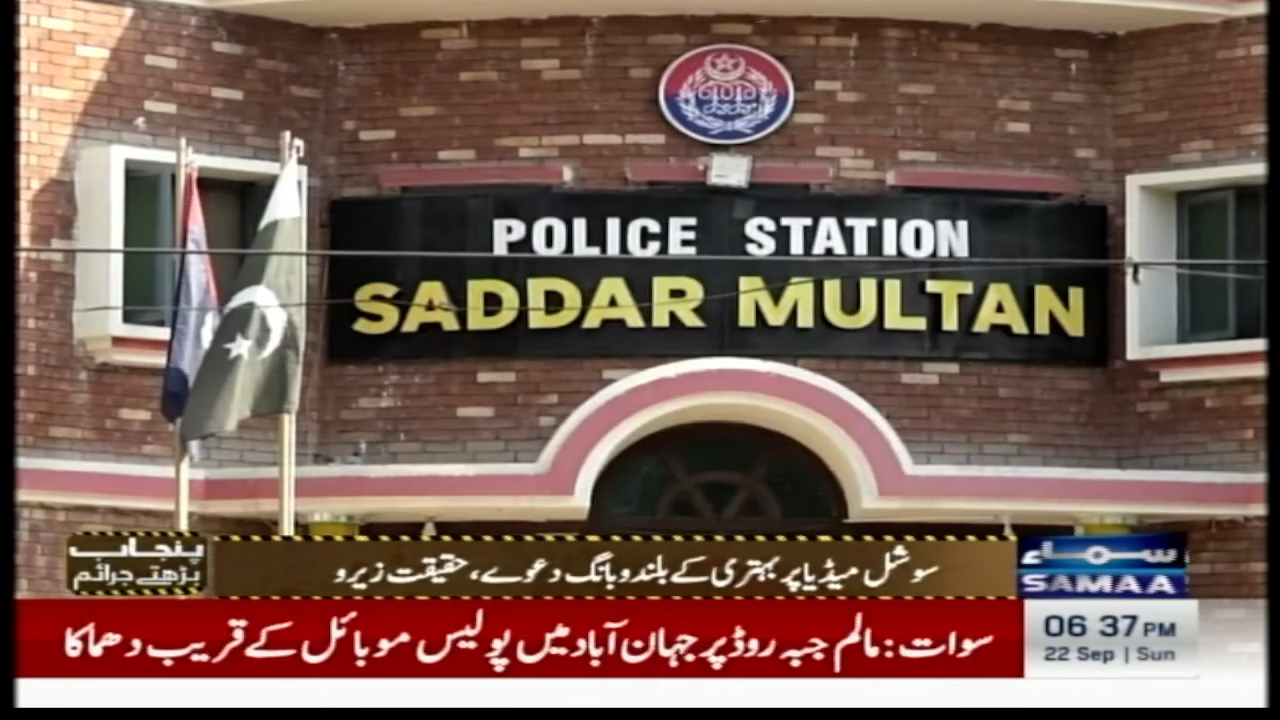 POLICE STATION
SADDAR MULTAN
پنجاب
بڑھتے جرائم
سوشل میڈیا پر بہتری کے بلند و بانگ دعوے، حقیقت زیرو
سماء
SAMAA
سوات: مالم جبہ روڈ پر جہان آباد میں پولیس موبائل کے قریب دھماکا
06 37 PM
22 Sep | Sun